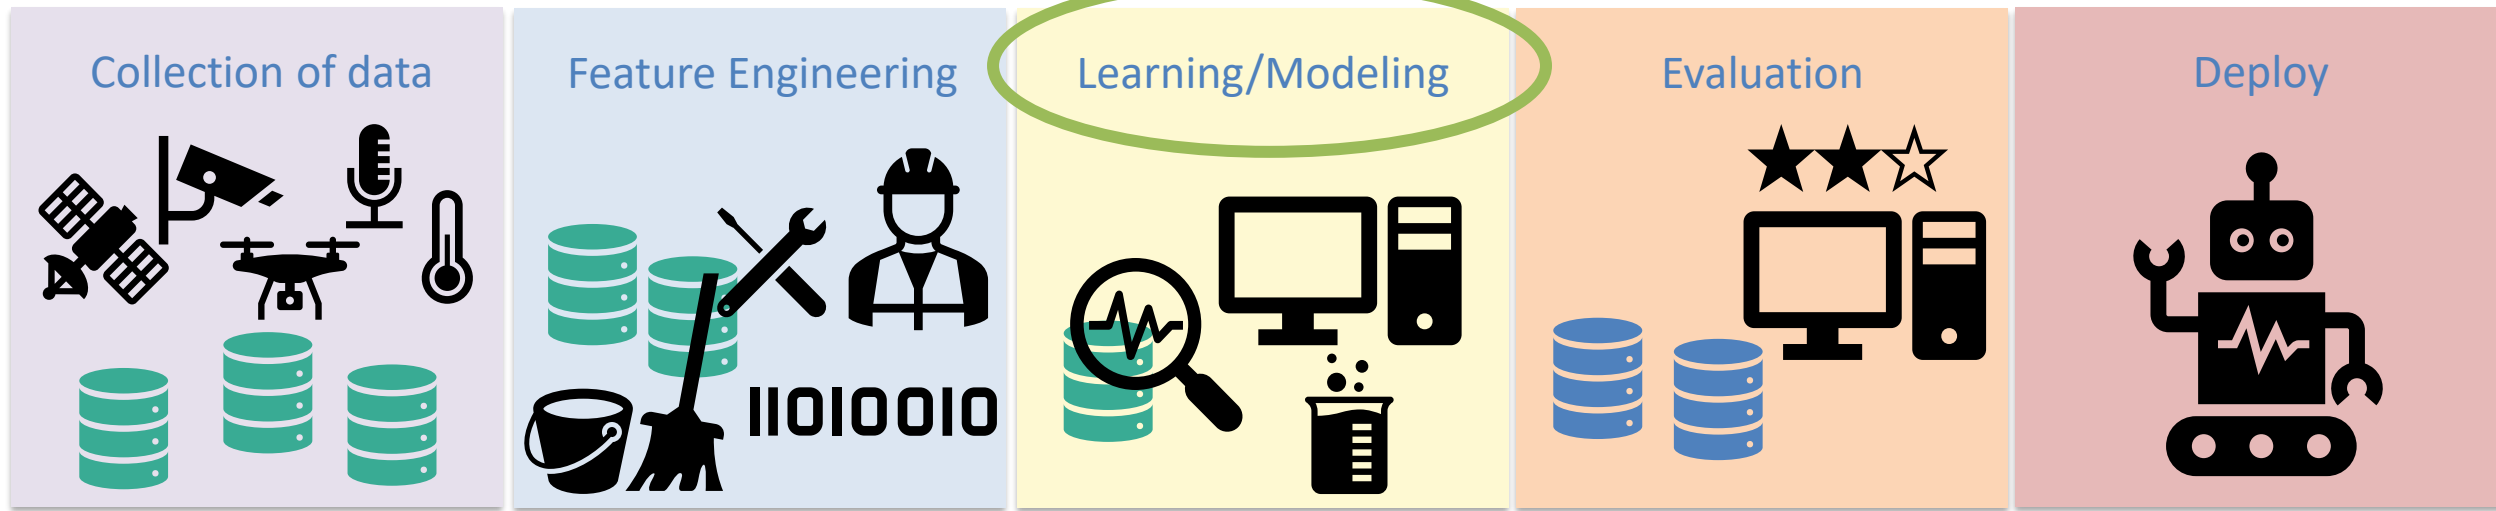 Collection of data
Feature Engineering
Learning/Modeling
Evaluation
Deploy
11010010